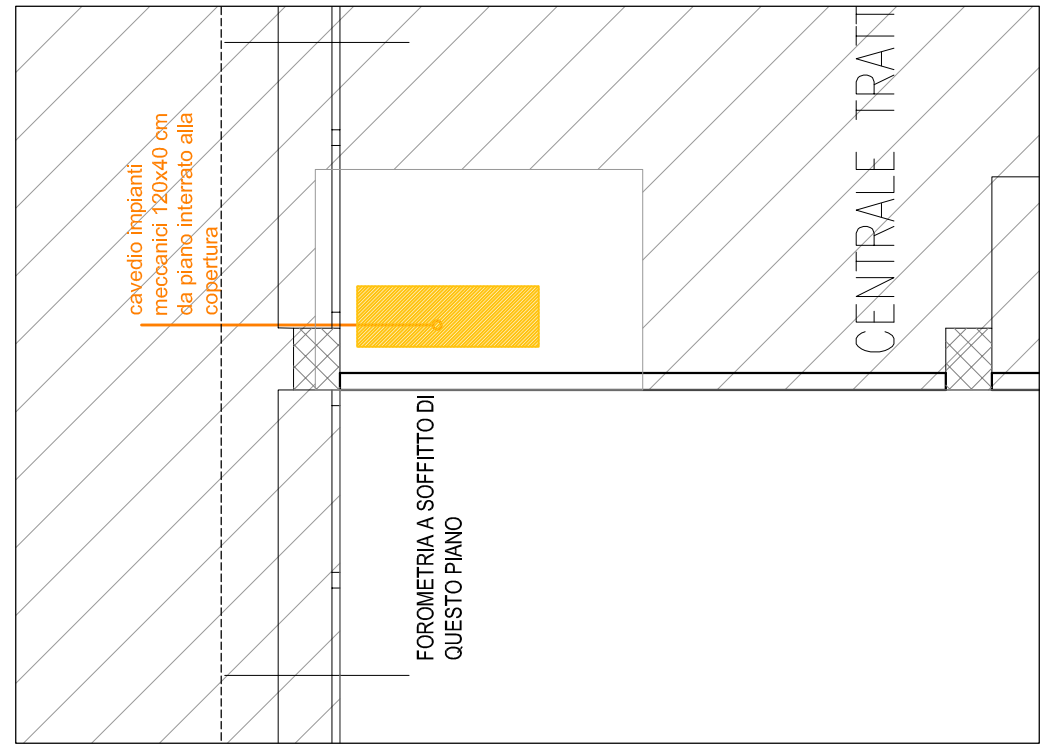 cavedio impianti
meccanici 120x40 cm
da piano interrato alla
copertura
FOROMETRIA A SOFFITTO DI
QUESTO PIANO
CENTRALE TRATT